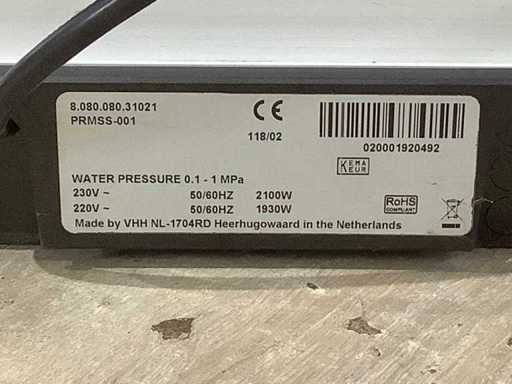 8.080.080.31021
PRMSS-001
CE
118/02
020001920492
KEMA
KEUR
WATER PRESSURE 0.1 - 1 MPa
230V ~ 50/60HZ 2100W
220V ~ 50/60HZ 1930W
RoHS
COMPLIANT
Made by VHH NL-1704RD Heerhugowaard in the Netherlands